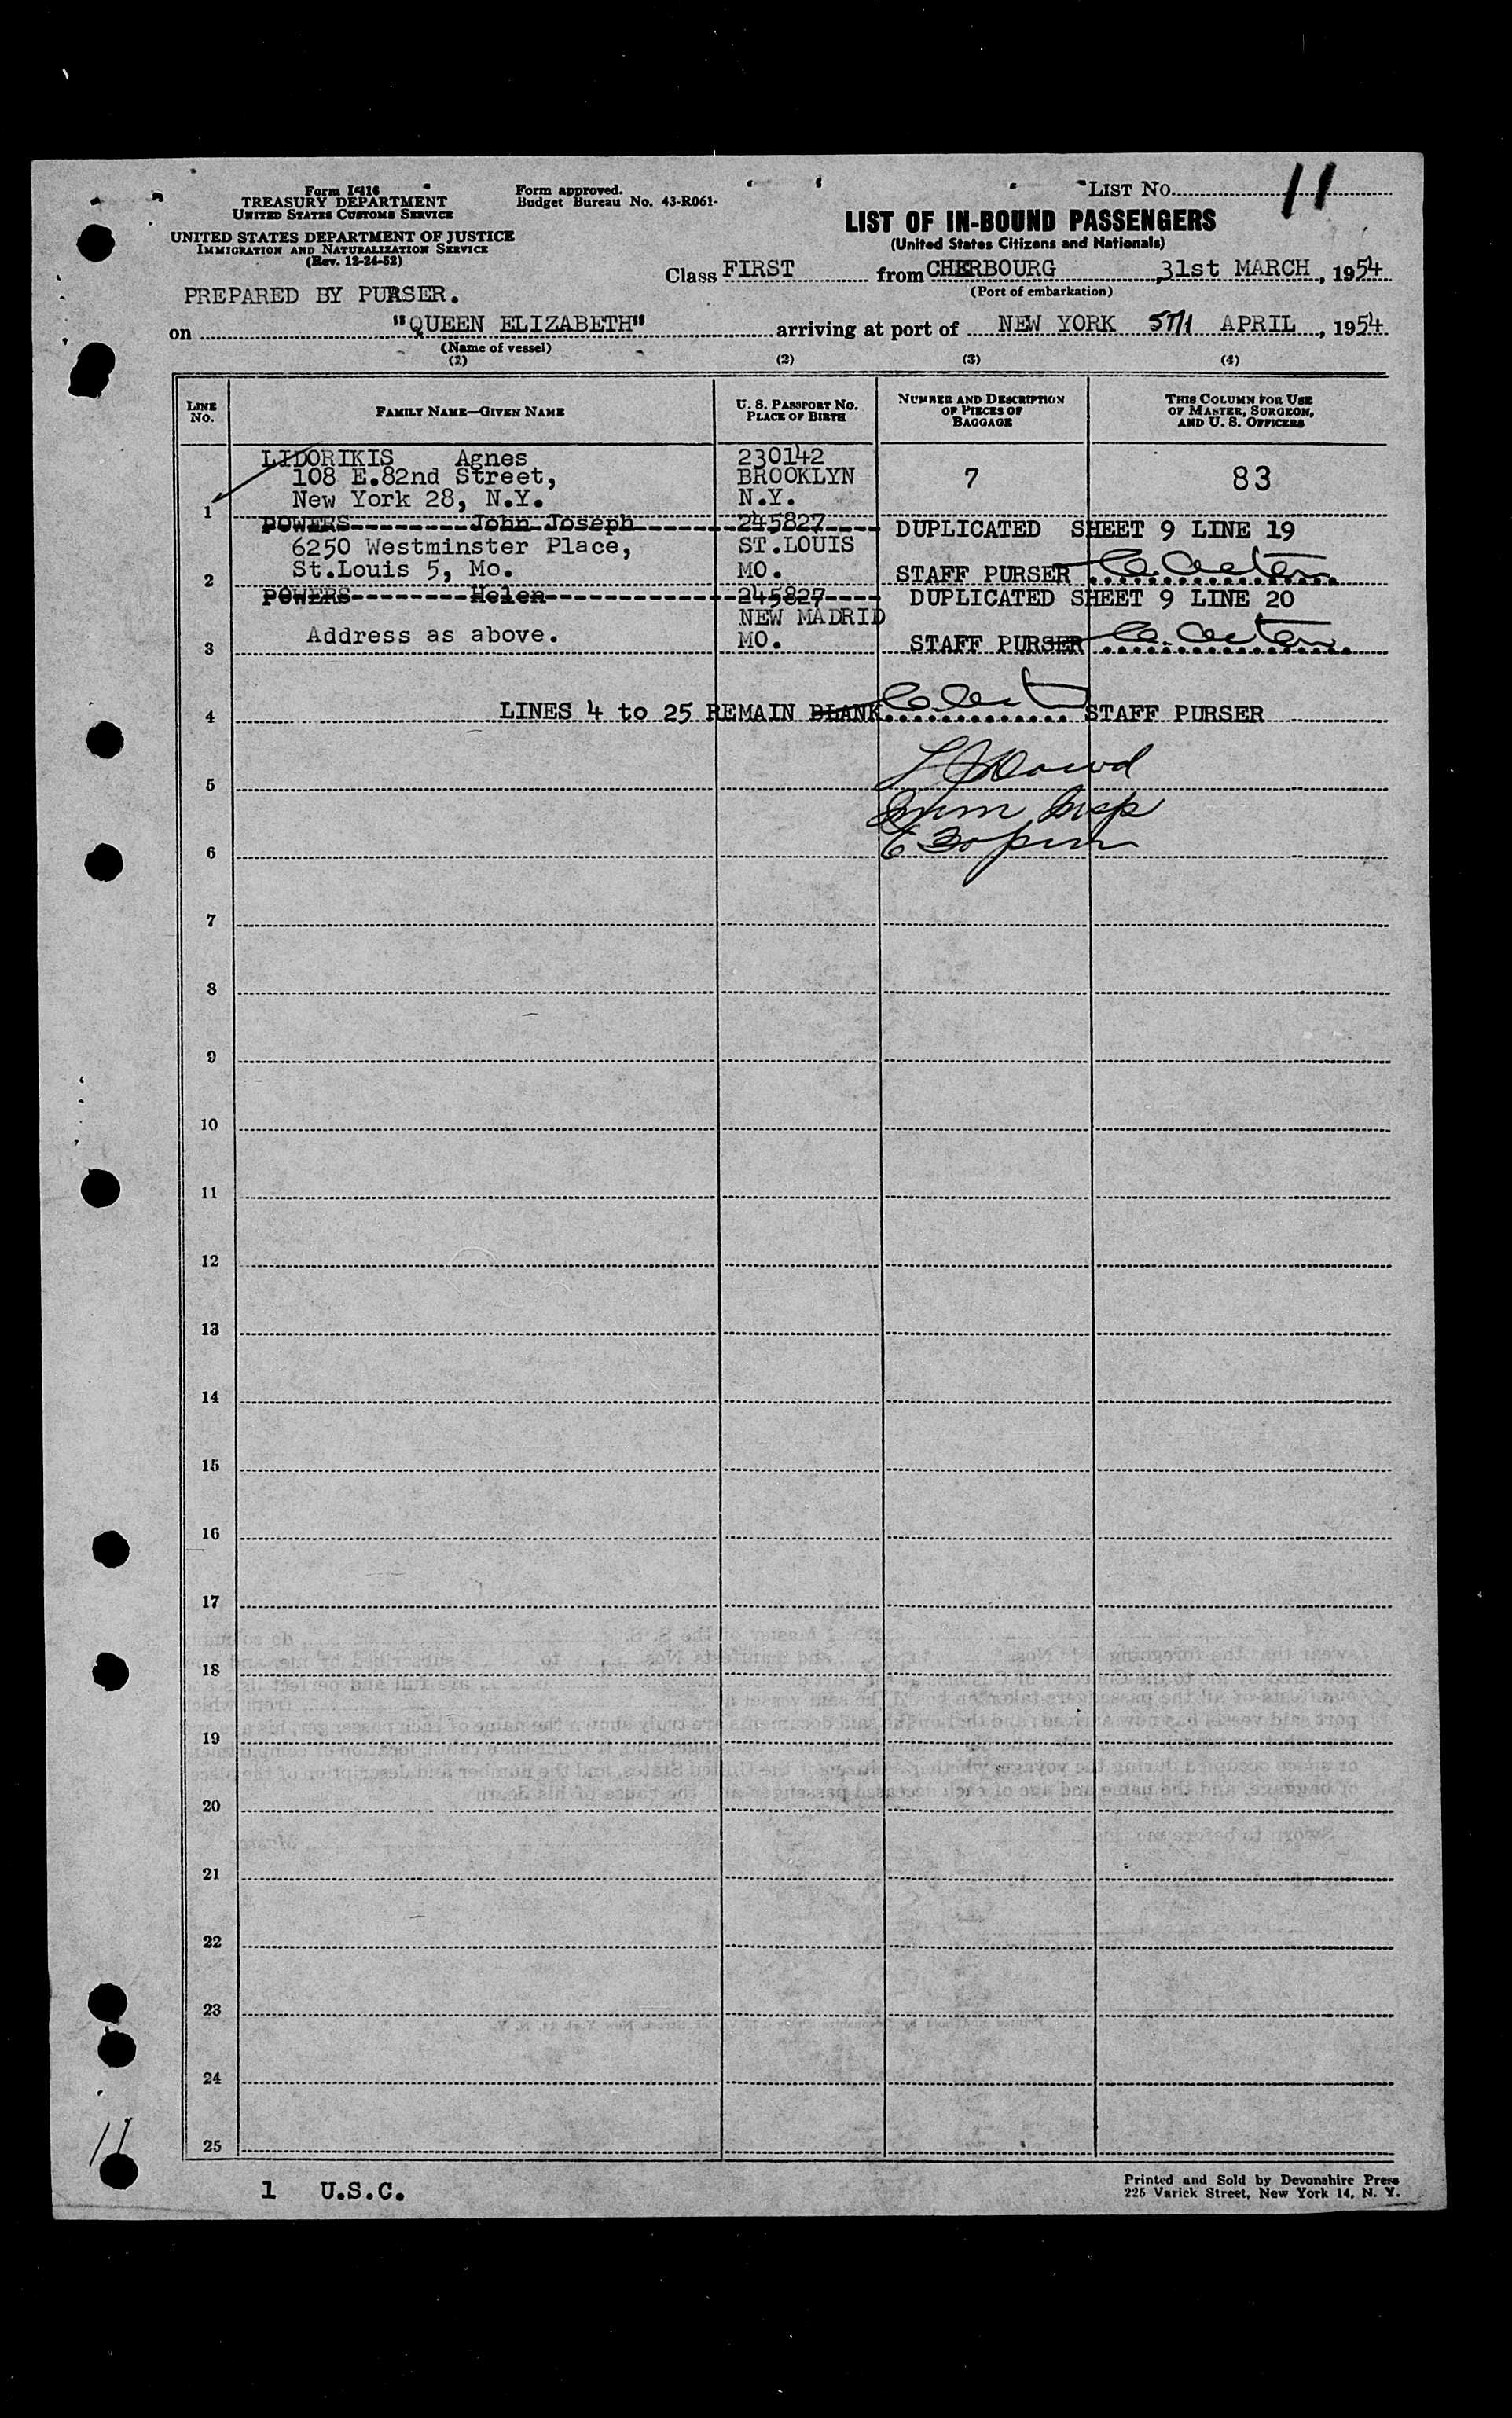 Form I-416
TREASURY DEPARTMENT
UNITED STATES CUSTOMS SERVICE
UNITED STATES DEPARTMENT OF JUSTICE
IMMIGRATION AND NATURALIZATION SERVICE
(Rev. 12-24-52)
Form approved.
Budget Bureau No. 43-R061-
LIST NO. 11
LIST OF IN-BOUND PASSENGERS
(United States Citizens and Nationals)
Class FIRST from CHERBOURG, 31st MARCH, 1954
(Port of embarkation)
PREPARED BY PURSER.
on "QUEEN ELIZABETH" arriving at port of NEW YORK 5TH APRIL, 1954
(Name of vessel)
(1) (2) (3) (4)
LINE NO.
FAMILY NAME—GIVEN NAME
U. S. PASSPORT NO.
PLACE OF BIRTH
NUMBER AND DESCRIPTION
OF PIECES OF
BAGGAGE
THIS COLUMN FOR USE
OF MASTER, SURGEON,
AND U. S. OFFICERS
LIDORIKIS Agnes 230142
108 E.82nd Street, BROOKLYN 7 83
New York 28, N.Y. N.Y.
1
POWERS--------John Joseph------245827---- DUPLICATED SHEET 9 LINE 19
6250 Westminster Place, ST.LOUIS
St.Louis 5, Mo. MO. STAFF PURSER
2
POWERS--------Helen------------245827---- DUPLICATED SHEET 9 LINE 20
NEW MADRID
Address as above. MO. STAFF PURSER
3
4 LINES 4 to 25 REMAIN BLANK STAFF PURSER
5
Imm Insp
6
7
8
9
10
11
12
13
14
15
16
17
18
19
20
21
22
23
24
25
11
1 U.S.C.
Printed and Sold by Devonshire Press
225 Varick Street, New York 14, N. Y.